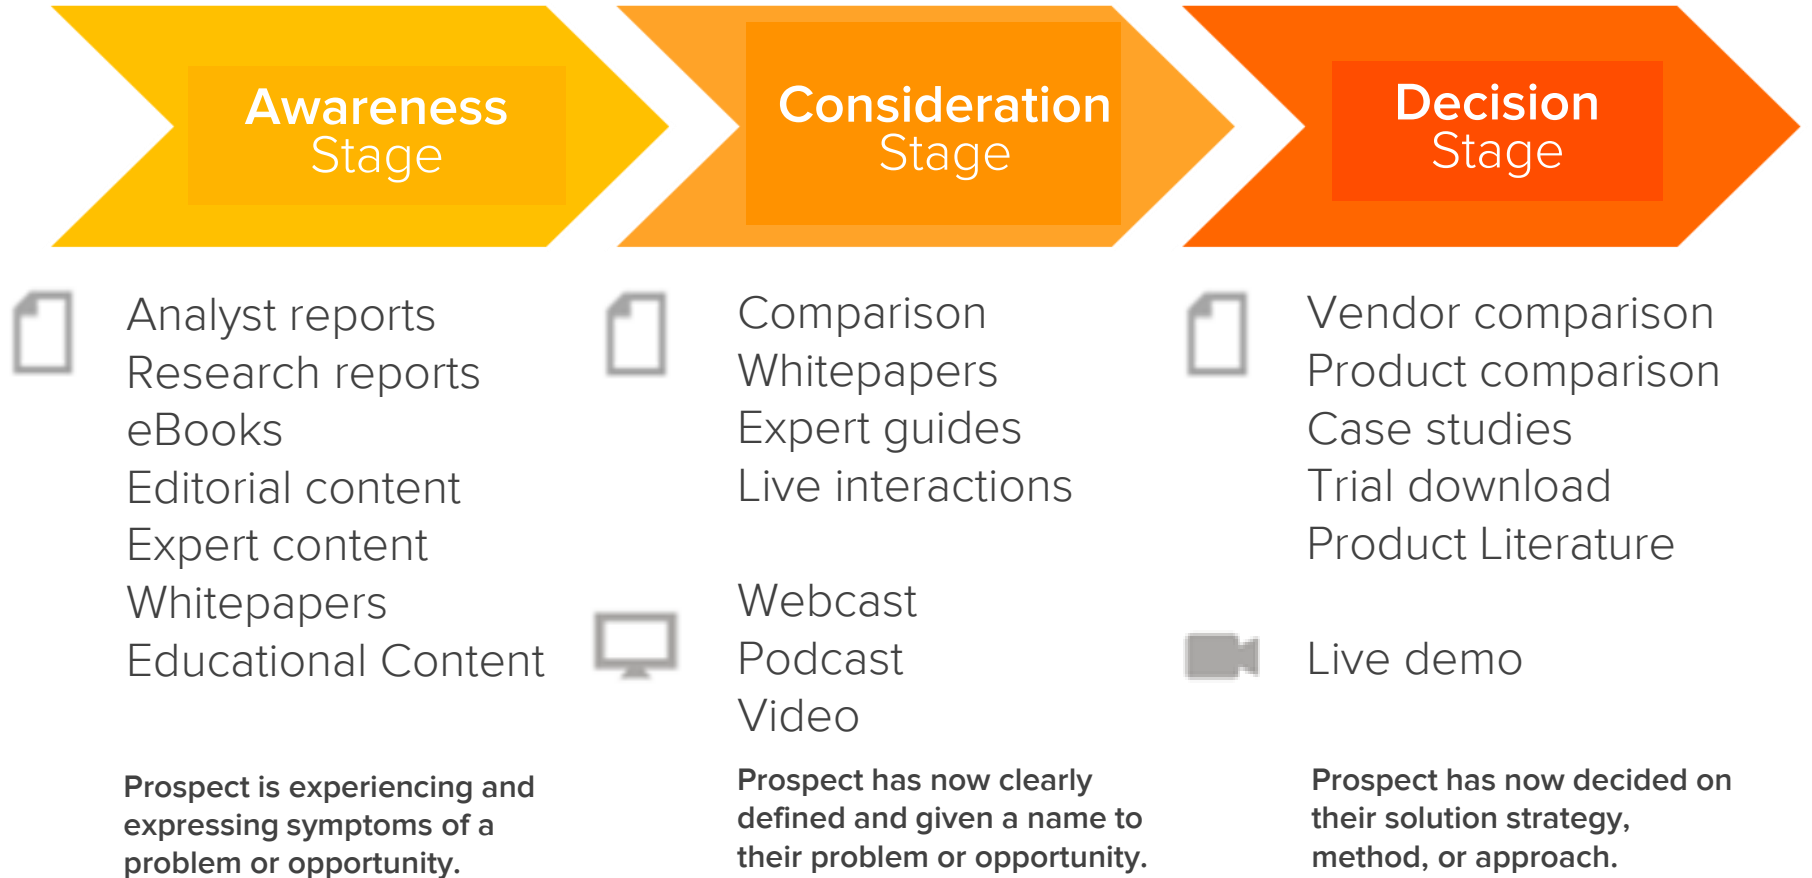 Awareness
Stage
Consideration
Stage
Decision
Stage
Analyst reports
Research reports
eBooks
Editorial content
Expert content
Whitepapers
Educational Content
Prospect is experiencing and
expressing symptoms of a
problem or opportunity.
Comparison
Whitepapers
Expert guides
Live interactions
Webcast
Podcast
Video
Prospect has now clearly
defined and given a name to
their problem or opportunity.
Vendor comparison
Product comparison
Case studies
Trial download
Product Literature
Live demo
Prospect has now decided on
their solution strategy,
method, or approach.